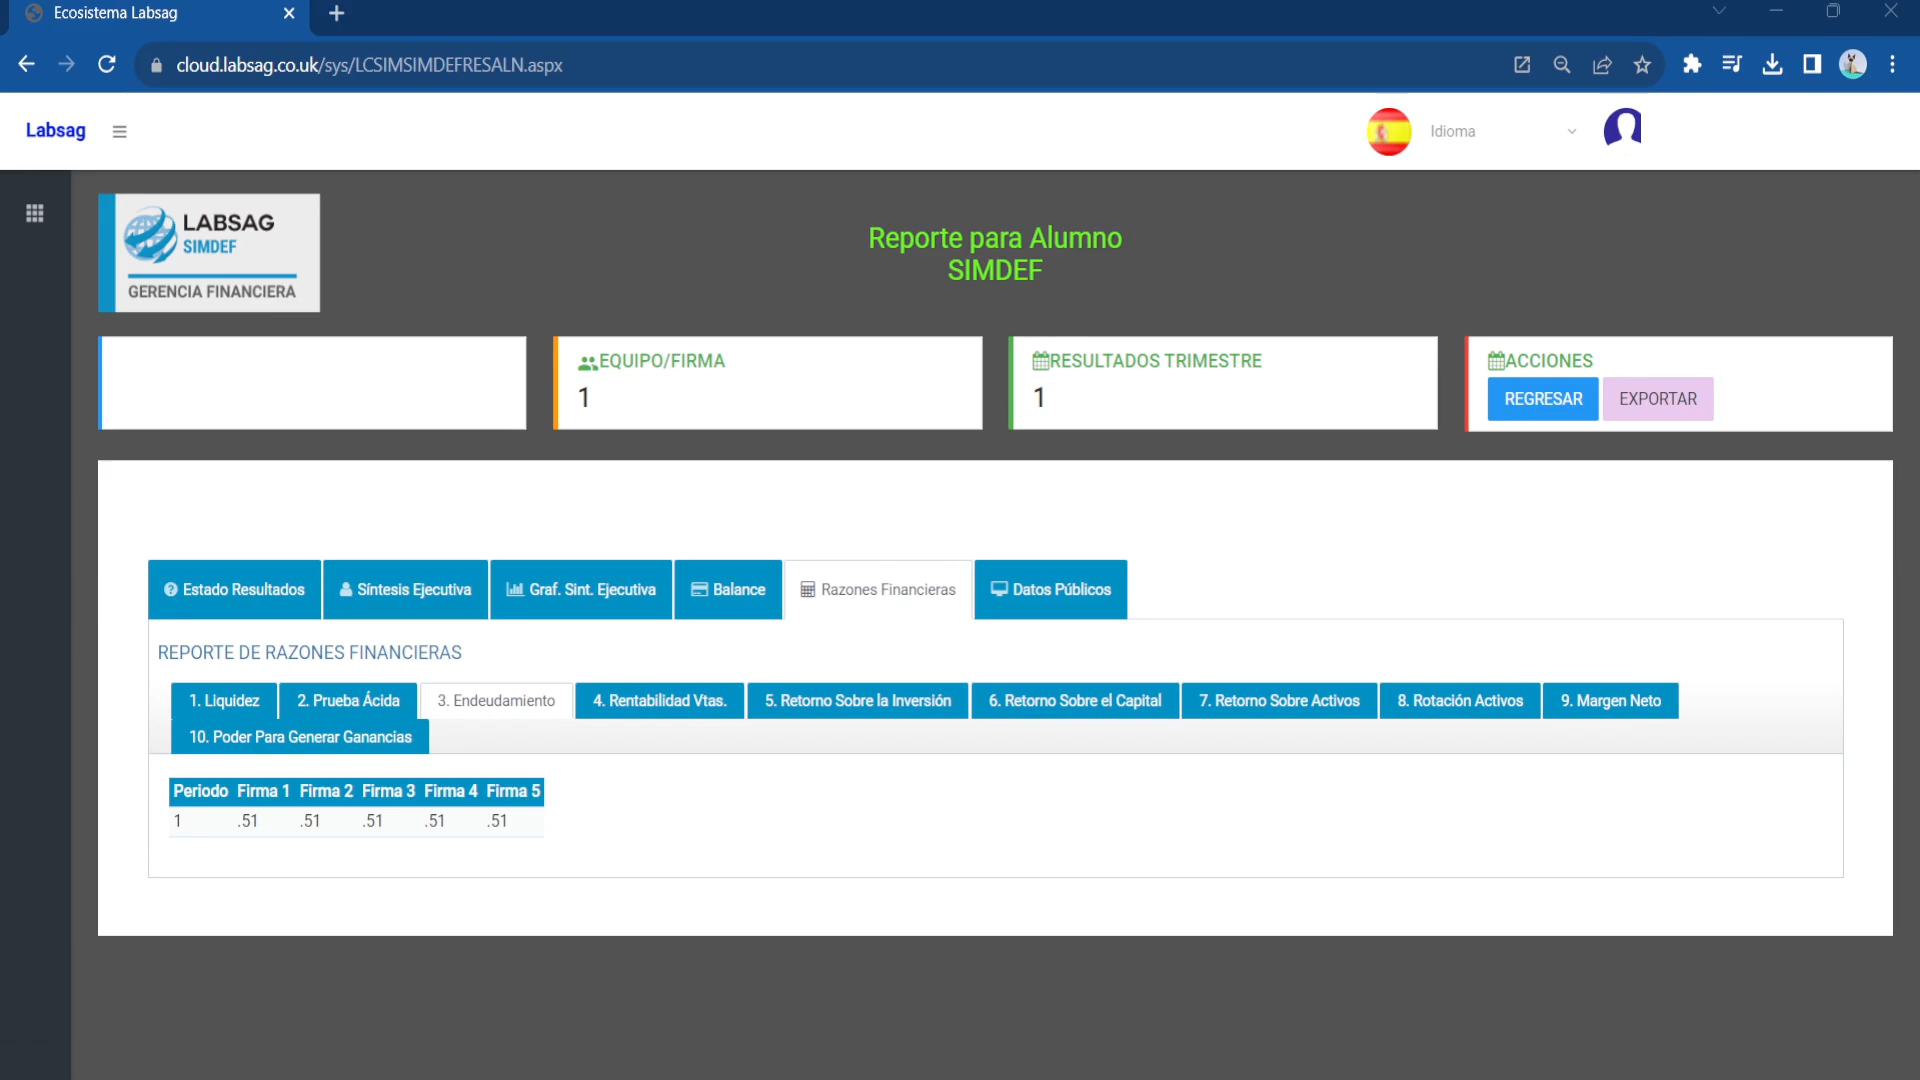 Ecosistema Labsag
cloud.labsag.co.uk/sys/LCSIMSIMDEFRESALN.aspx
Labsag
Idioma
LABSAG
SIMDEF
GERENCIA FINANCIERA
Reporte para Alumno
SIMDEF
EQUIPO/FIRMA
1
RESULTADOS TRIMESTRE
1
ACCIONES
REGRESAR EXPORTAR
Estado Resultados Síntesis Ejecutiva Graf. Sint. Ejecutiva Balance Razones Financieras Datos Públicos
REPORTE DE RAZONES FINANCIERAS
1. Liquidez 2. Prueba Ácida 3. Endeudamiento 4. Rentabilidad Vtas. 5. Retorno Sobre la Inversión 6. Retorno Sobre el Capital 7. Retorno Sobre Activos 8. Rotación Activos 9. Margen Neto
10. Poder Para Generar Ganancias
Periodo Firma 1 Firma 2 Firma 3 Firma 4 Firma 5
1 .51 .51 .51 .51 .51